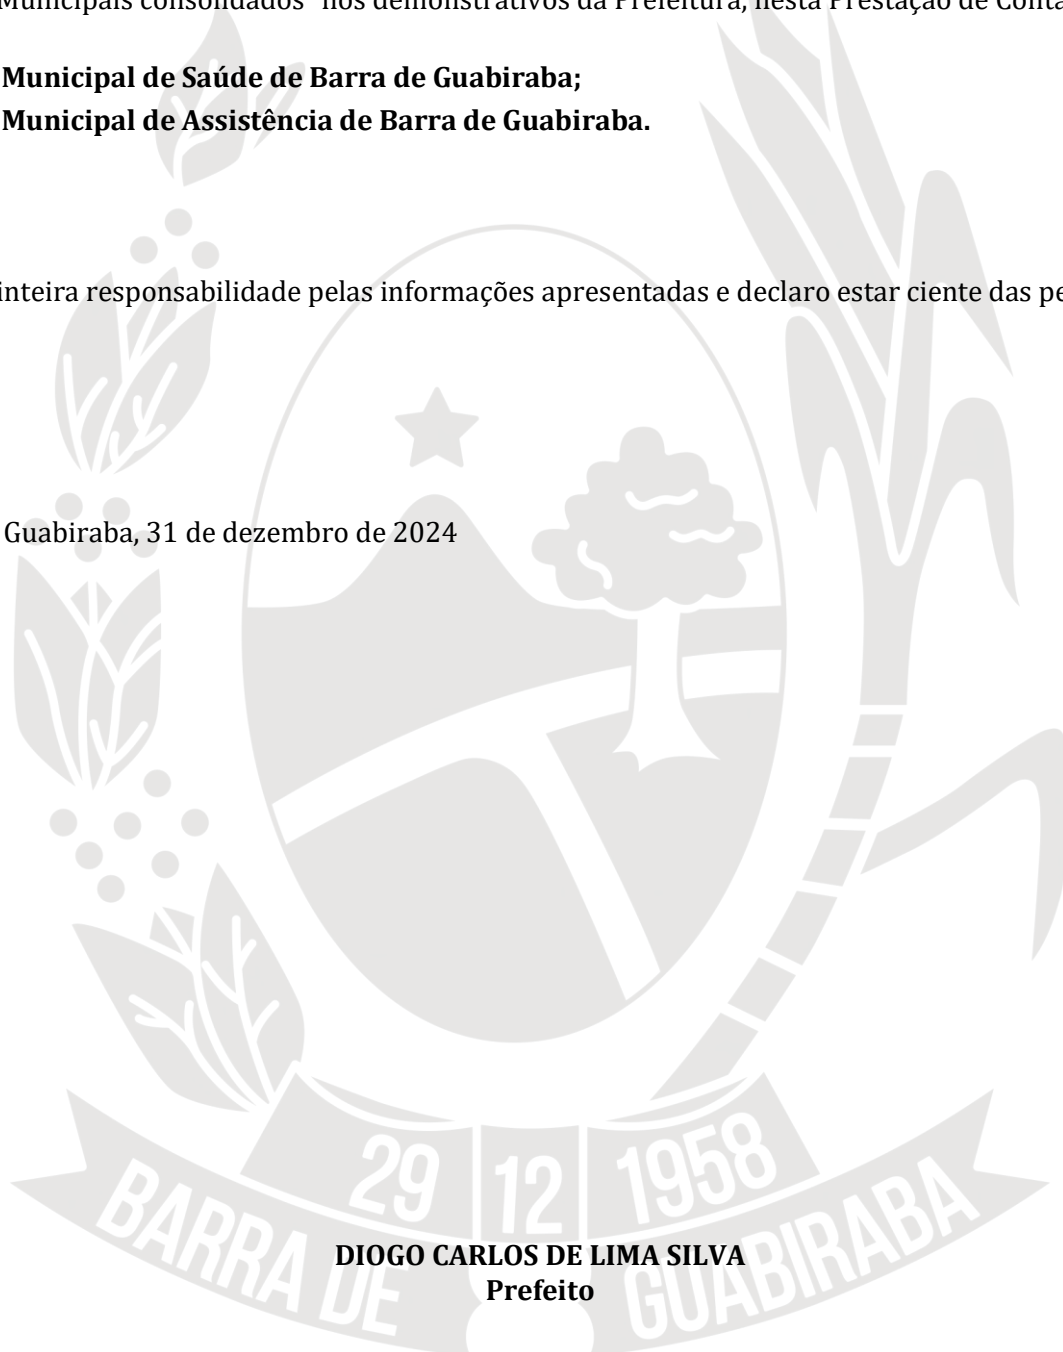 Municipais consolidados" nos demonstrativos da Prefeitura, nesta Prestação de Conta
Municipal de Saúde de Barra de Guabiraba;
Municipal de Assistência de Barra de Guabiraba.
inteira responsabilidade pelas informações apresentadas e declaro estar ciente das pe
Guabiraba, 31 de dezembro de 2024
29 12 1958
BARRA DE GUABIRABA
DIOGO CARLOS DE LIMA SILVA
Prefeito